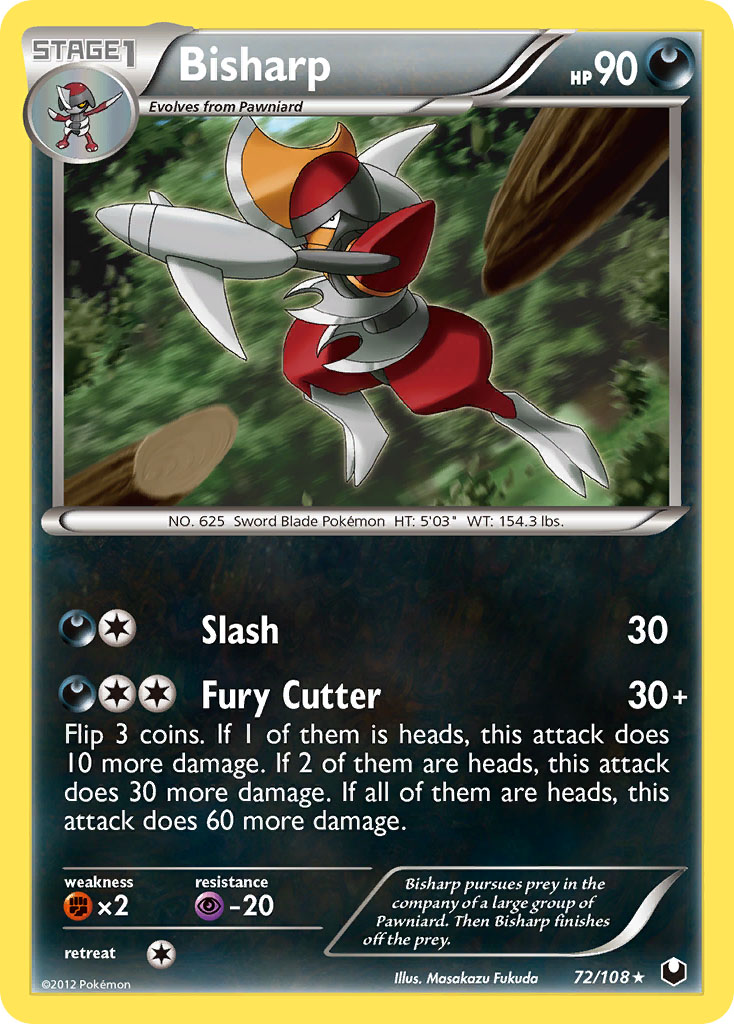 STAGE1
Bisharp
HP 90
Evolves from Pawniard
NO. 625 Sword Blade Pokémon HT: 5'03" WT: 154.3 lbs.
Slash 30
Fury Cutter 30+
Flip 3 coins. If 1 of them is heads, this attack does
10 more damage. If 2 of them are heads, this attack
does 30 more damage. If all of them are heads, this
attack does 60 more damage.
weakness resistance
×2 -20
retreat
Bisharp pursues prey in the
company of a large group of
Pawniard. Then Bisharp finishes
off the prey.
©2012 Pokémon
Illus. Masakazu Fukuda 72/108 ★